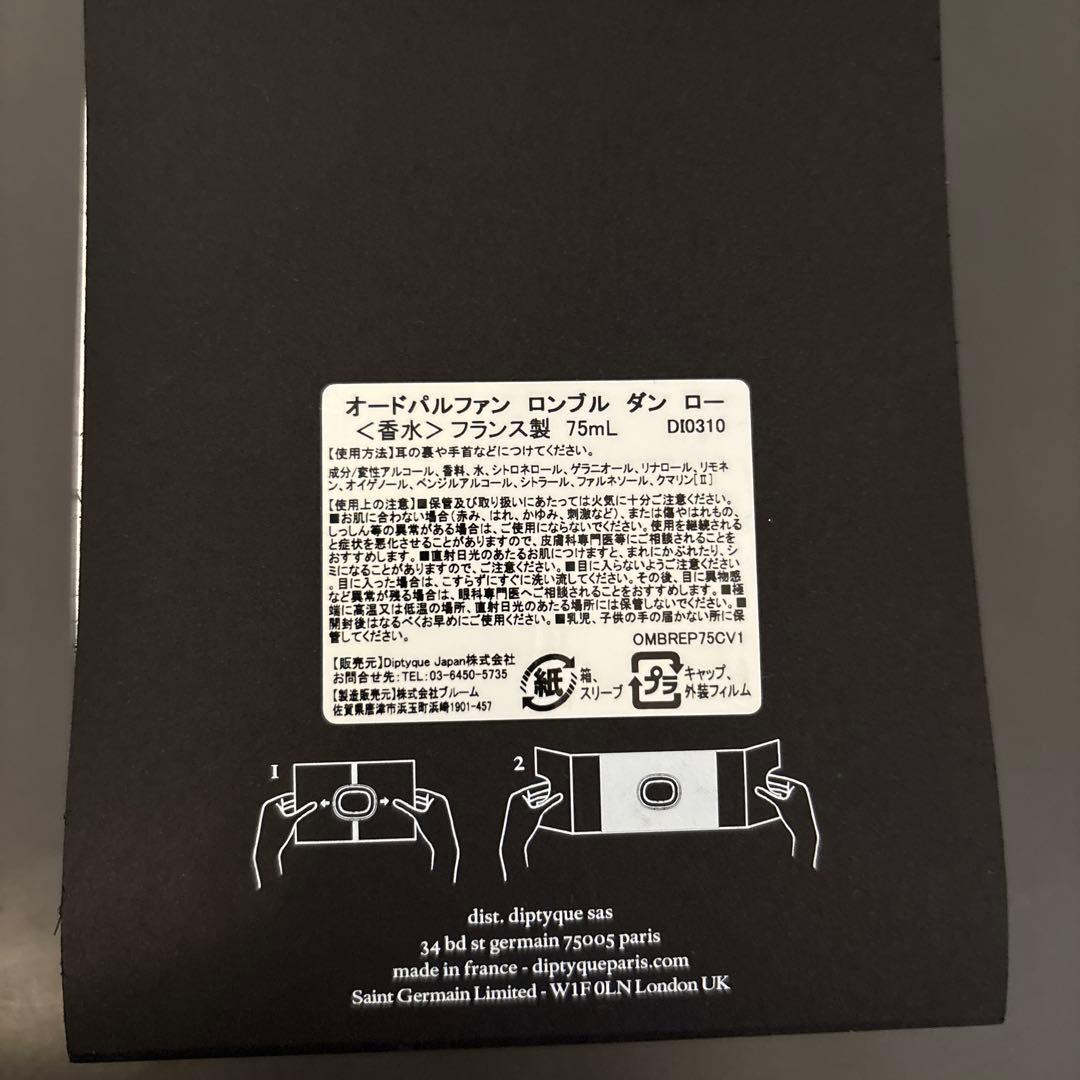 オードパルファン ロンブル ダン ロー
＜香水＞フランス製 75mL DI0310
【使用方法】耳の裏や手首などにつけてください。
成分/変性アルコール、香料、水、シトロネロール、ゲラニオール、リナロール、リモネ
ン、オイゲノール、ベンジルアルコール、シトラール、ファルネソール、クマリン[Ⅱ]
【使用上の注意】■保管及び取り扱いにあたっては火気に十分ご注意ください。
■お肌に合わない場合(赤み、はれ、かゆみ、刺激など)、または傷やはれもの、
しっしん等の異常がある場合は、ご使用にならないでください。使用を継続される
と症状を悪化させることがありますので、皮膚科専門医等にご相談されることを
おすすめします。■直射日光のあたるお肌につけますと、まれにかぶれたり、シ
ミになることがありますので、ご注意ください。■目に入らないようご注意ください
。目に入った場合は、こすらずにすぐに洗い流してください。その後、目に異物感
など異常が残る場合は、眼科専門医へご相談されることをおすすめします。■極
端に高温又は低温の場所、直射日光のあたる場所には保管しないでください。■
開封後はなるべくお早めにご使用ください。■乳児、子供の手の届かない所に保
管してください。
OMBREP75CV1
【販売元】Diptyque Japan株式会社
お問合せ先:TEL:03-6450-5735
【製造販売元】株式会社ブルーム
佐賀県唐津市浜玉町浜崎1901-457
紙
箱、
スリーブ
プラ
キャップ、
外装フィルム
1
2
dist. diptyque sas
34 bd st germain 75005 paris
made in france - diptyqueparis.com
Saint Germain Limited - W1F 0LN London UK